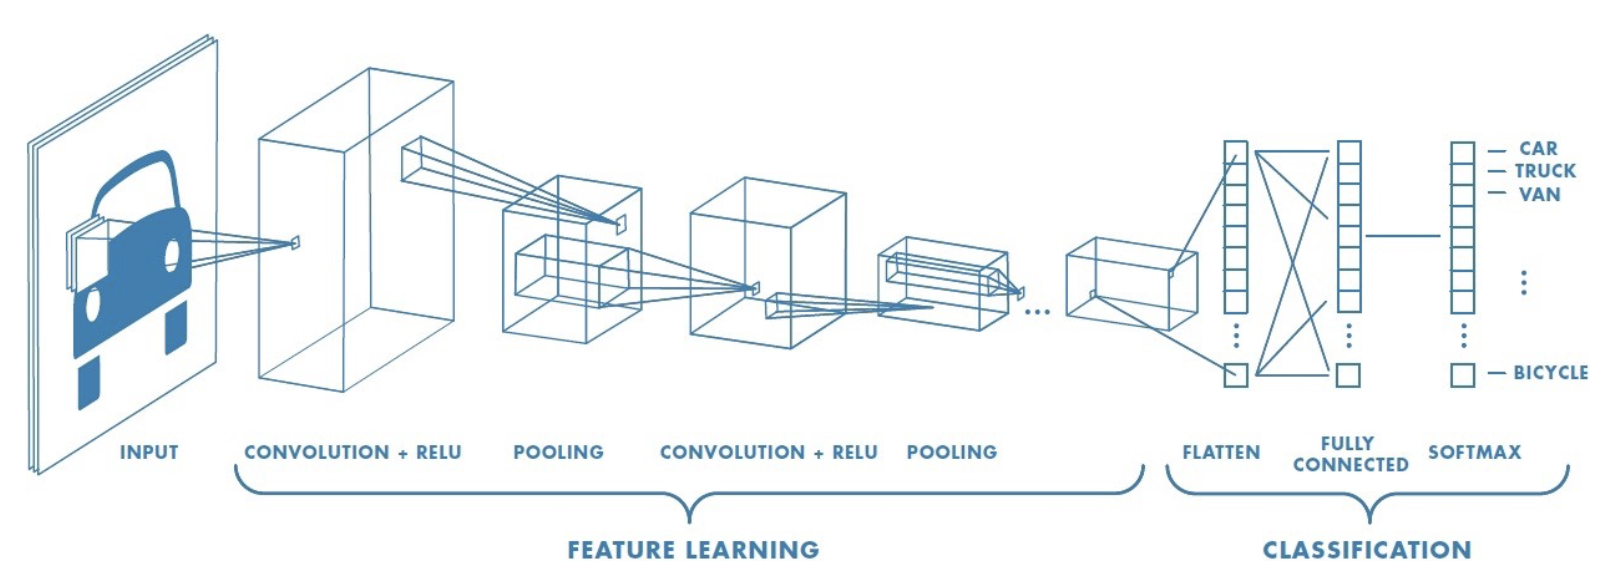 CAR
TRUCK
VAN
BICYCLE
INPUT
CONVOLUTION + RELU
POOLING
CONVOLUTION + RELU
POOLING
FLATTEN
FULLY
CONNECTED
SOFTMAX
FEATURE LEARNING
CLASSIFICATION